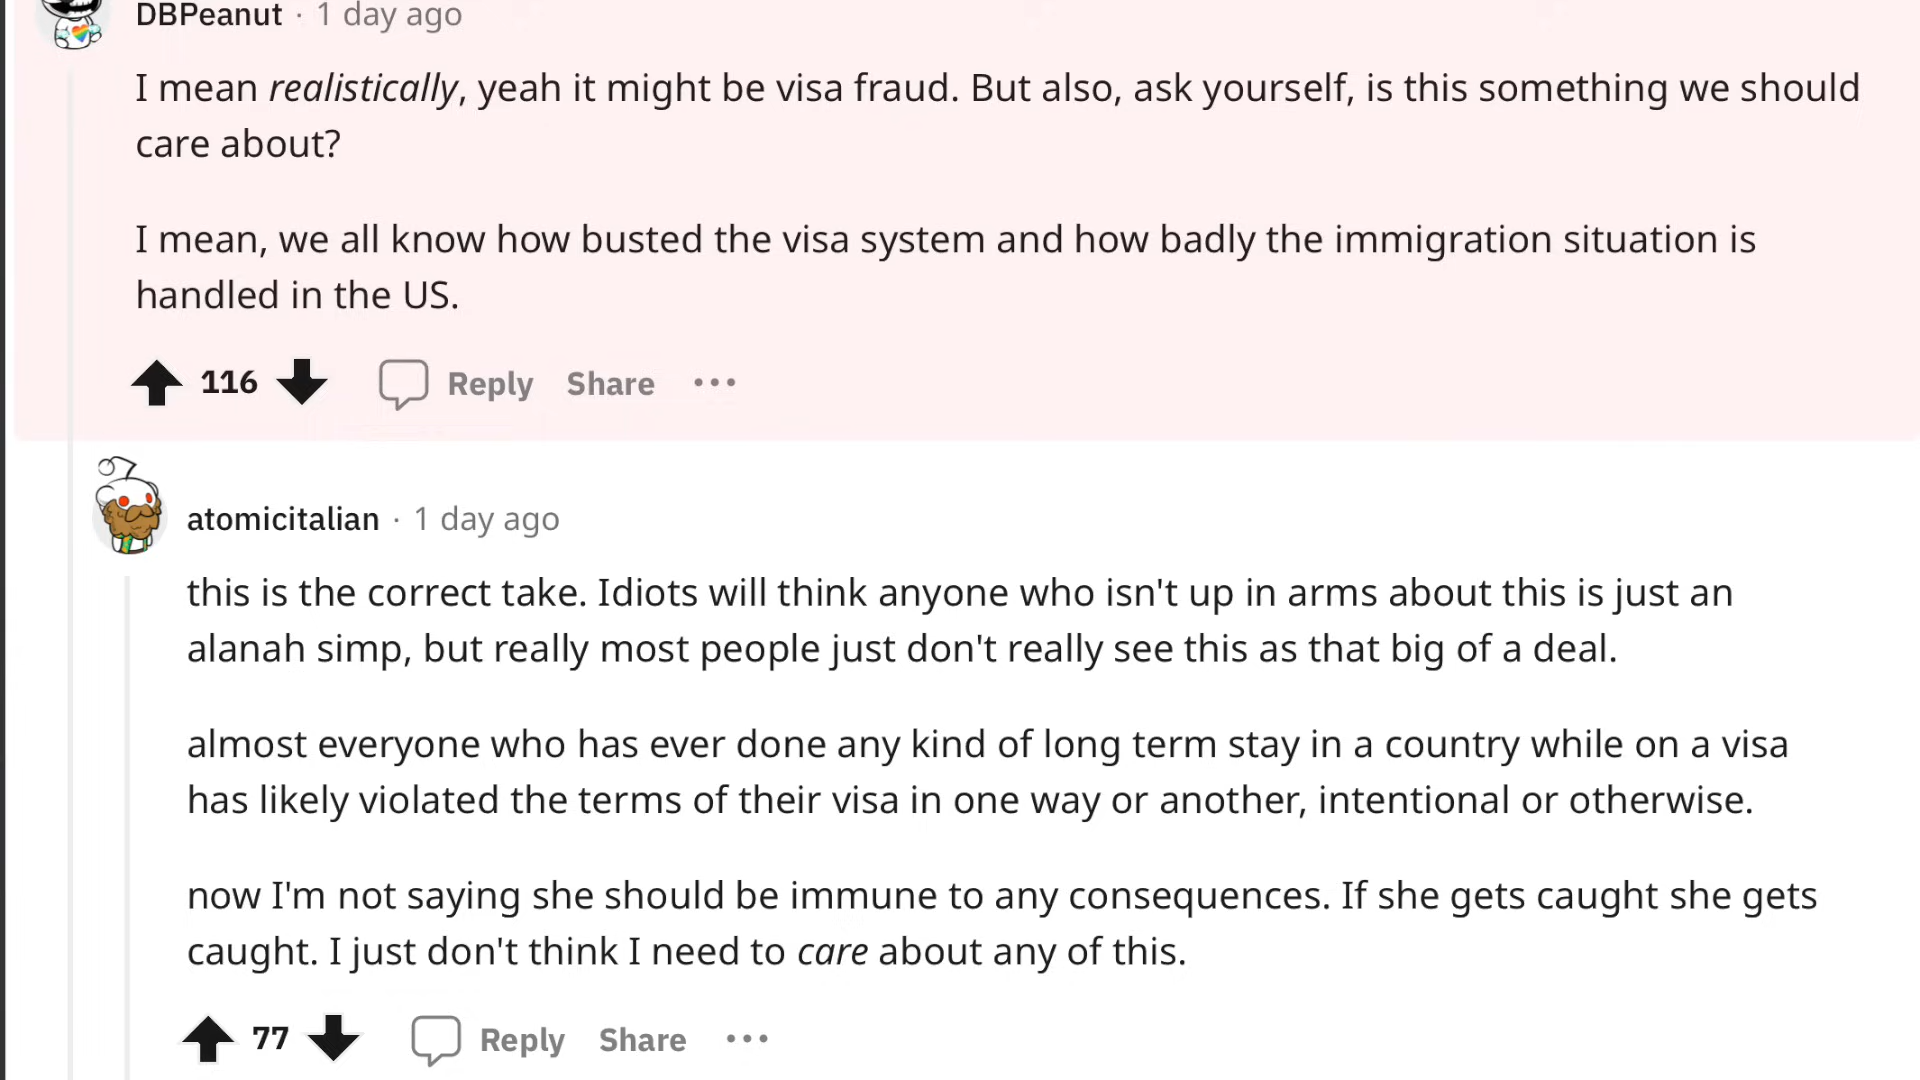 DBPeanut · 1 day ago
I mean realistically, yeah it might be visa fraud. But also, ask yourself, is this something we should
care about?
I mean, we all know how busted the visa system and how badly the immigration situation is
handled in the US.
116 Reply Share ...
atomicitalian · 1 day ago
this is the correct take. Idiots will think anyone who isn't up in arms about this is just an
alanah simp, but really most people just don't really see this as that big of a deal.
almost everyone who has ever done any kind of long term stay in a country while on a visa
has likely violated the terms of their visa in one way or another, intentional or otherwise.
now I'm not saying she should be immune to any consequences. If she gets caught she gets
caught. I just don't think I need to care about any of this.
77 Reply Share ...